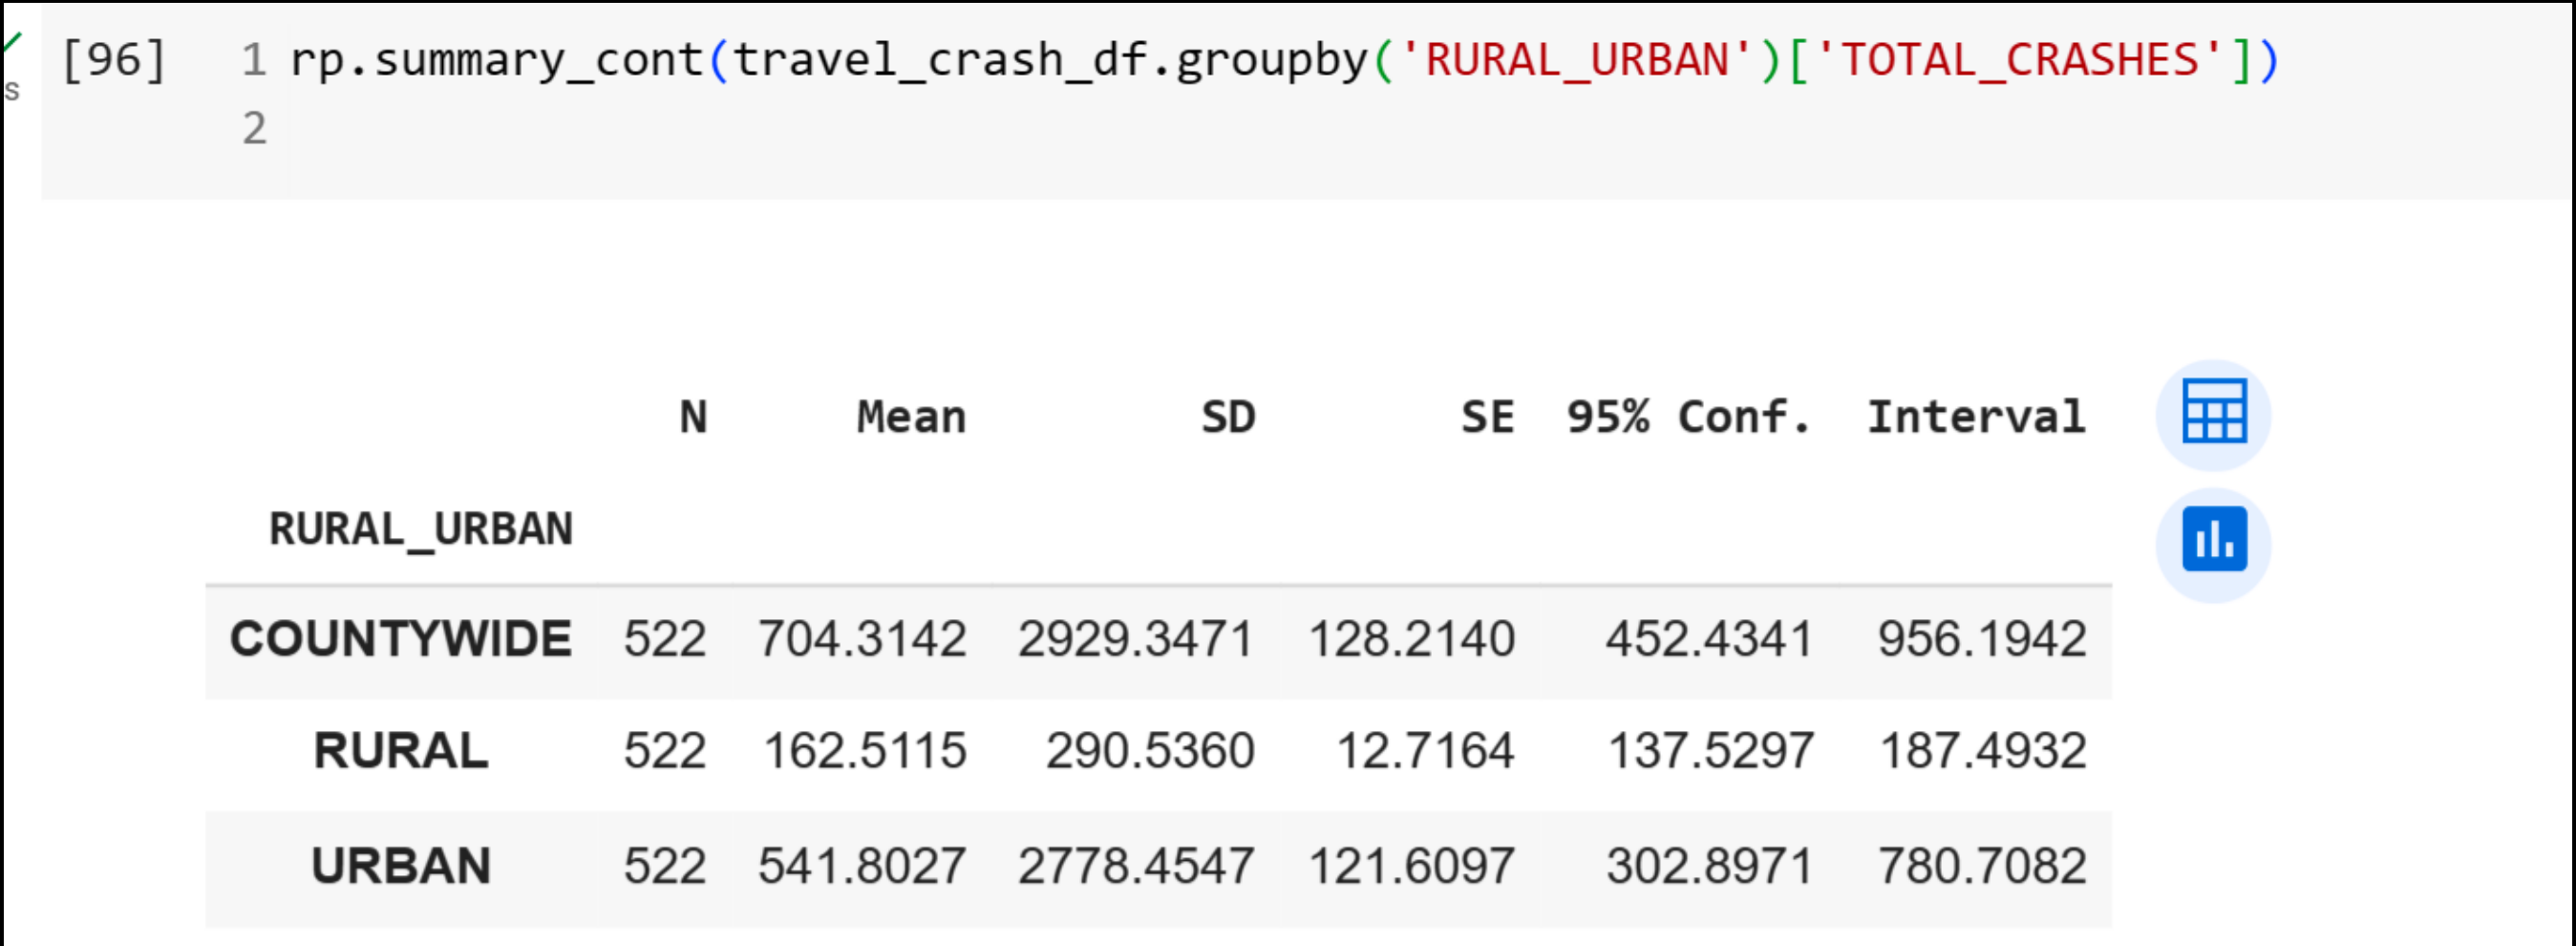 [96] 1 rp.summary_cont(travel_crash_df.groupby('RURAL_URBAN')['TOTAL_CRASHES'])
s
2
N Mean SD SE 95% Conf. Interval
RURAL_URBAN
COUNTYWIDE 522 704.3142 2929.3471 128.2140 452.4341 956.1942
RURAL 522 162.5115 290.5360 12.7164 137.5297 187.4932
URBAN 522 541.8027 2778.4547 121.6097 302.8971 780.7082